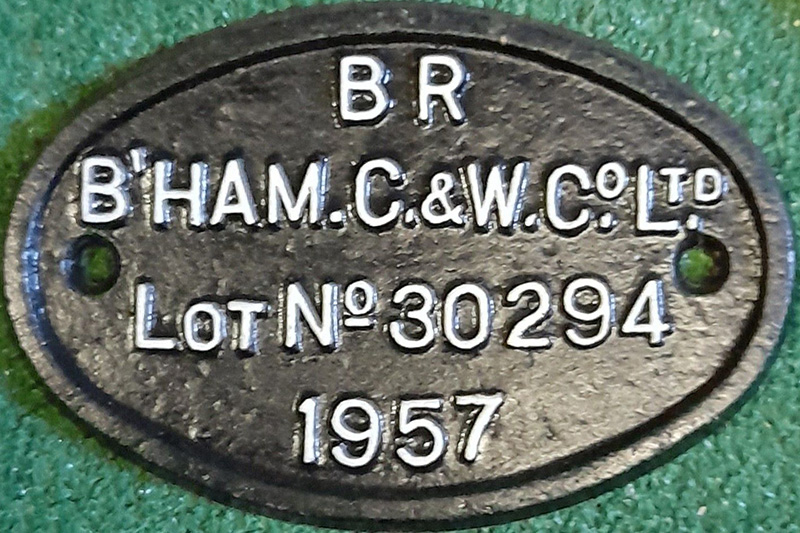 B R
B'HAM.C.&W.Cº.LTD
LOT Nº 30294
1957